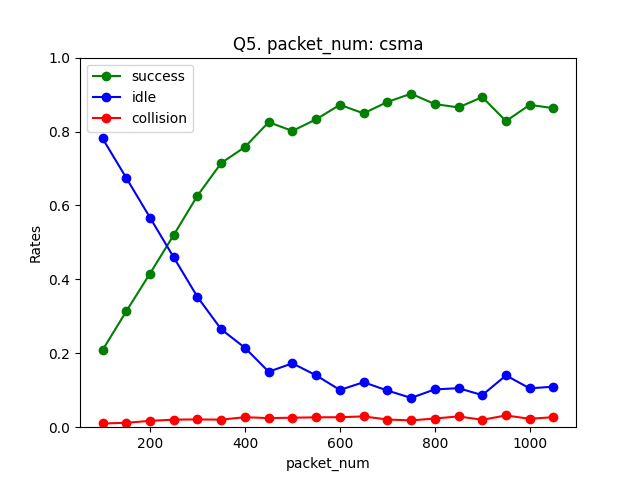 Q5. packet_num: csma
success
idle
collision
1.0
0.8
0.6
0.4
0.2
0.0
Rates
200
400
600
800
1000
packet_num